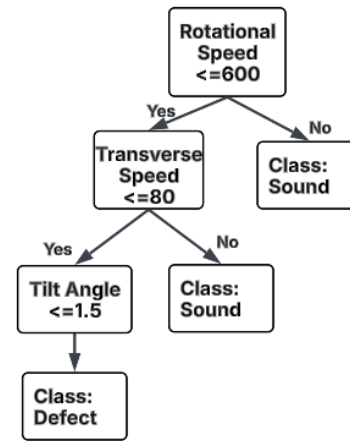 Rotational
Speed
<=600
Yes
No
Transverse
Speed
<=80
Class:
Sound
Yes
No
Tilt Angle
<=1.5
Class:
Sound
Class:
Defect